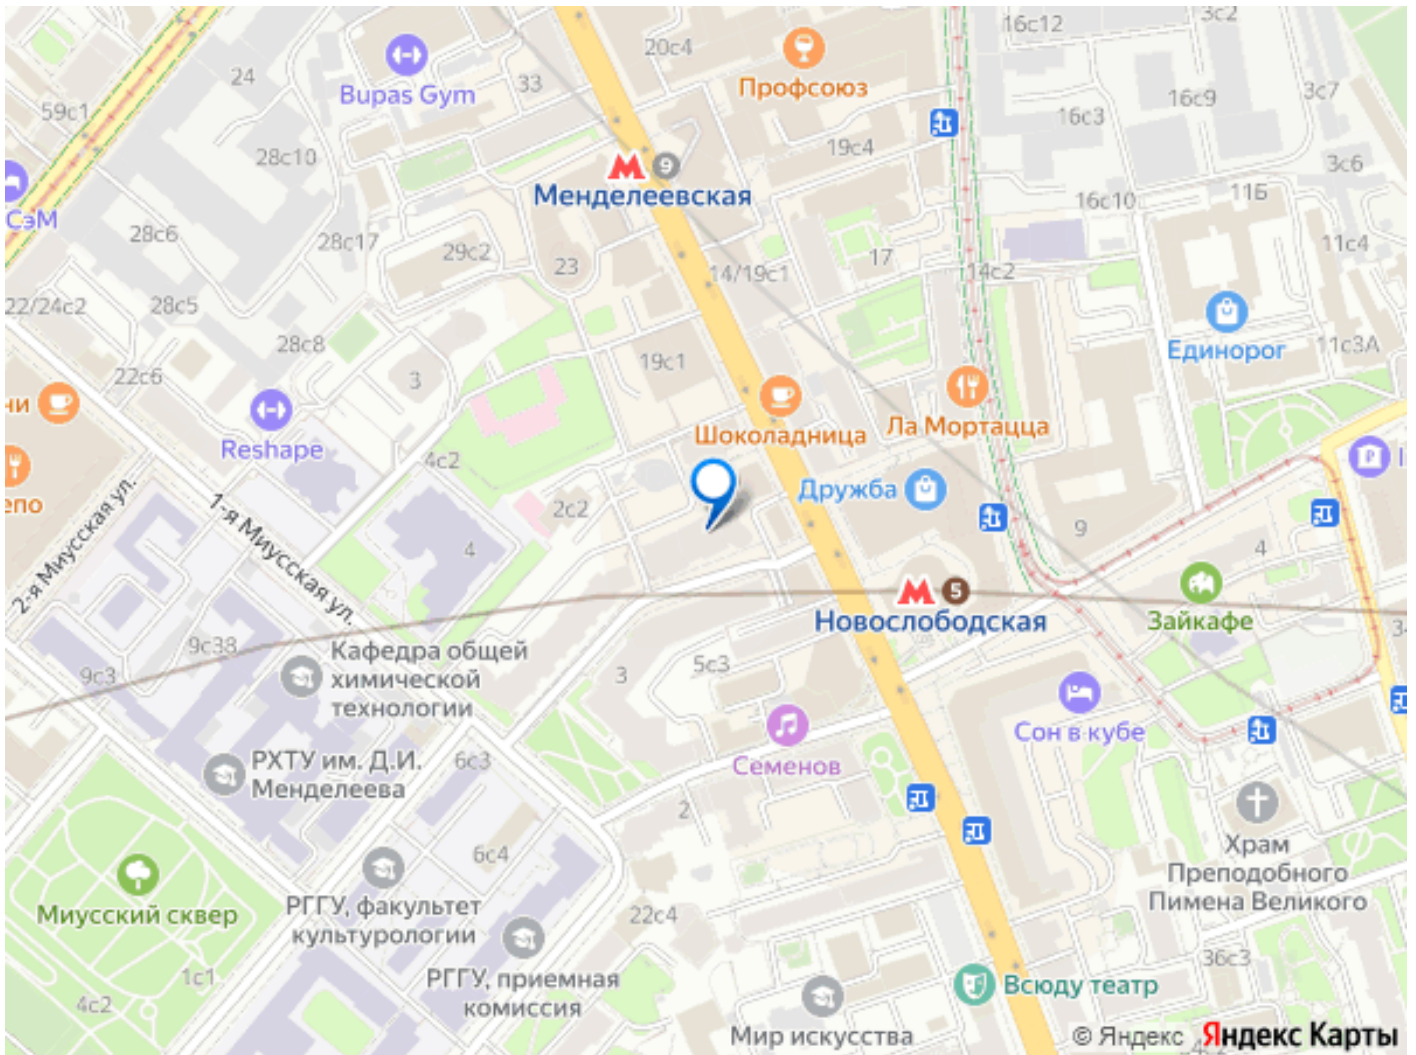 16с12
3с2
20с4
Профсоюз
24
33
Bupas Gym
59с1
16с9
3с7
16с3
28с10
19с4
3с6
9
Менделеевская
СэМ
16с10
11Б
28с6
28с17
29с2
23
17
14/19с1
14с2
11с4
22/24с2
28с5
28с8
19с1
Единорог
11с3А
22с6
3
чи
Reshape
Шоколадница
Ла Мортацца
4с2
епо
Дружба
2с2
2-я Миусская ул.
1-я Миусская ул.
4
9
4
5
Новослободская
Зайкафе
34
9с38
9с3
Кафедра общей
химической
технологии
3
5с3
Сон в кубе
РХТУ им. Д.И.
Менделеева
6с3
Семенов
2
6с4
Храм
Преподобного
Пимена Великого
Миусский сквер
РГГУ, факультет
культурологии
22с4
1с1
РГГУ, приемная
комиссия
36с3
4с2
Всюду театр
Мир искусства
© Яндекс
Яндекс Карты